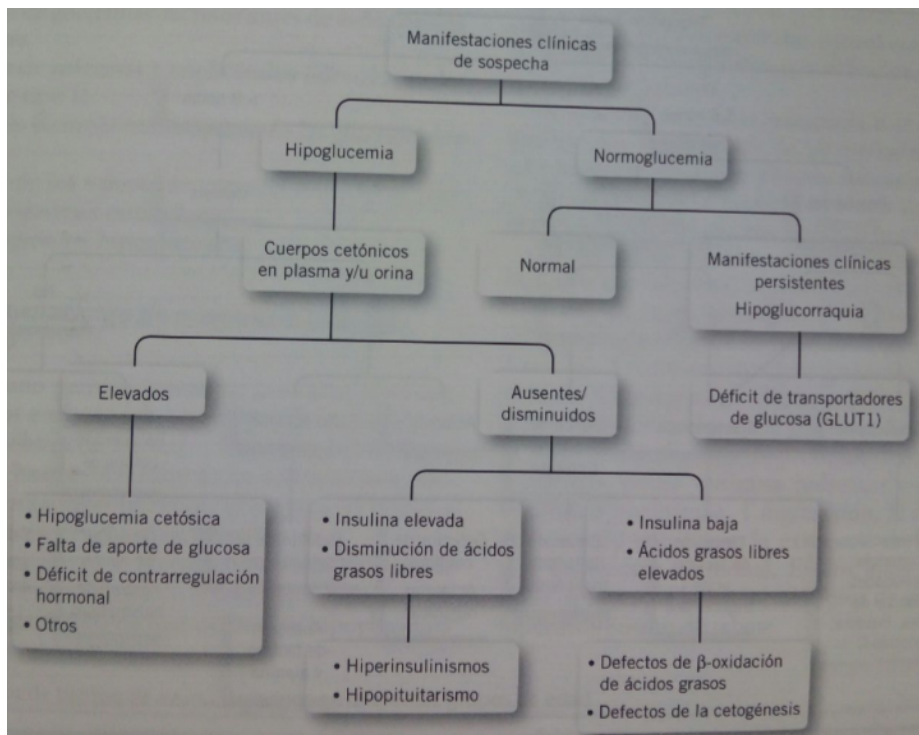 Manifestaciones clínicas
de sospecha
Hipoglucemia
Normoglucemia
Cuerpos cetónicos
en plasma y/u orina
Normal
Manifestaciones clínicas
persistentes
Hipoglucorraquia
Elevados
Ausentes/
disminuidos
Déficit de transportadores
de glucosa (GLUT1)
• Hipoglucemia cetósica
• Falta de aporte de glucosa
• Déficit de contrarregulación
hormonal
• Otros
• Insulina elevada
• Disminución de ácidos
grasos libres
• Insulina baja
• Ácidos grasos libres
elevados
• Hiperinsulinismos
• Hipopituitarismo
• Defectos de β-oxidación
de ácidos grasos
• Defectos de la cetogénesis